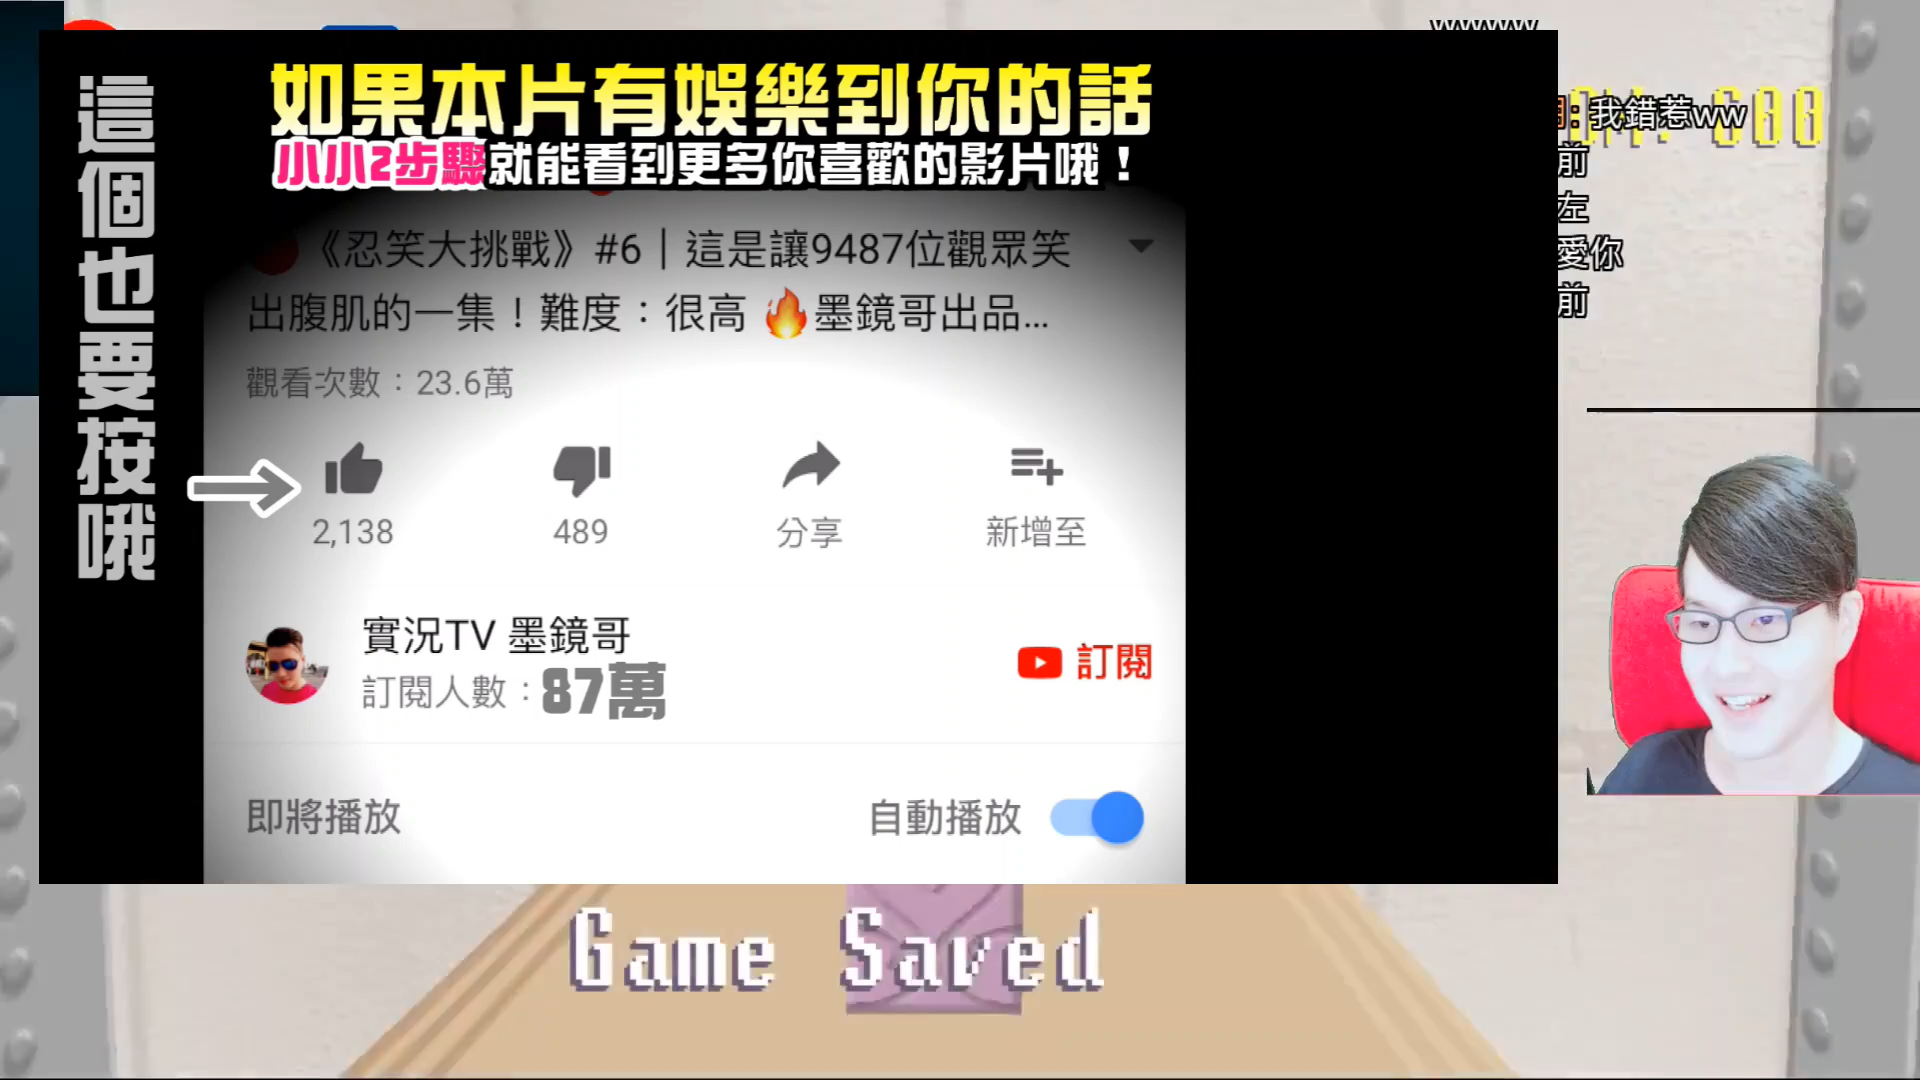 wwwww
如果本片有娛樂到你的話
小小2步驟就能看到更多你喜歡的影片哦！
這個也要按哦
《忍笑大挑戰》#6｜這是讓9487位觀眾笑
出腹肌的一集！難度：很高 🔥墨鏡哥出品...
觀看次數：23.6萬
2,138
489
分享
新增至
實況TV 墨鏡哥
訂閱人數：87萬
訂閱
即將播放
自動播放
: 我錯惹ww
前
左
愛你
前
Game Saved